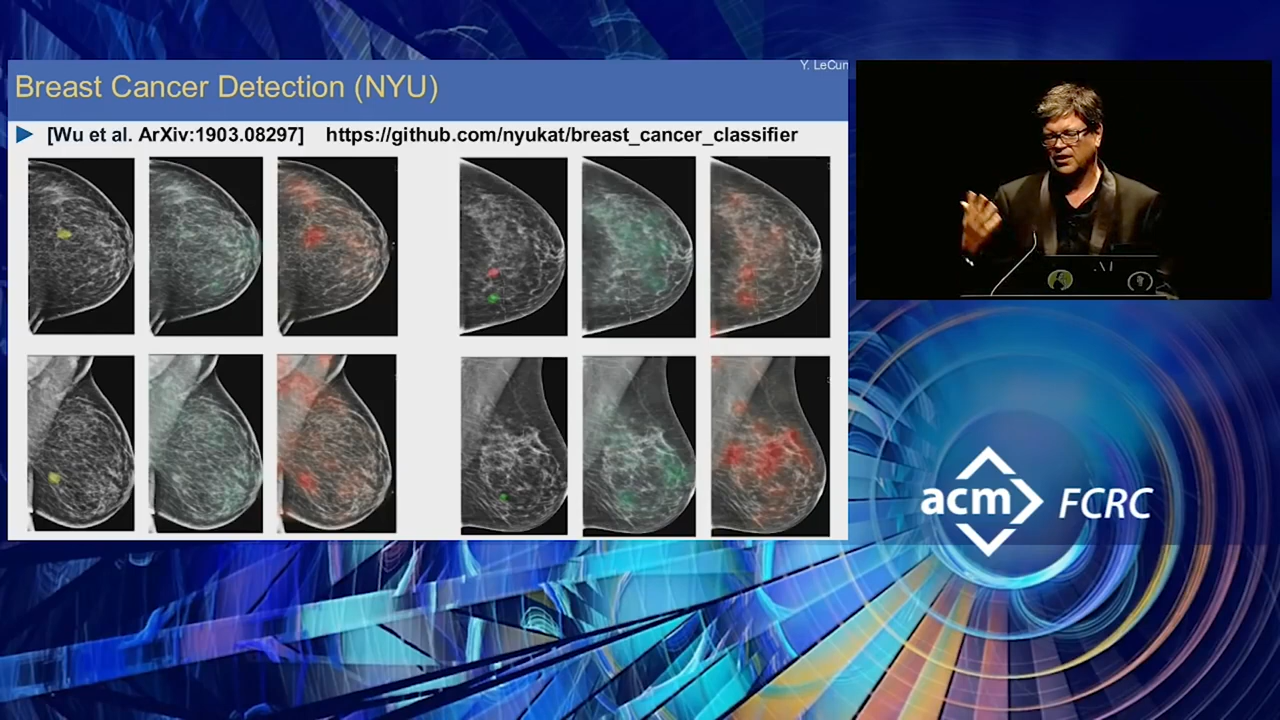 Y. LeCun
Breast Cancer Detection (NYU)
[Wu et al. ArXiv:1903.08297] https://github.com/nyukat/breast_cancer_classifier
acm FCRC